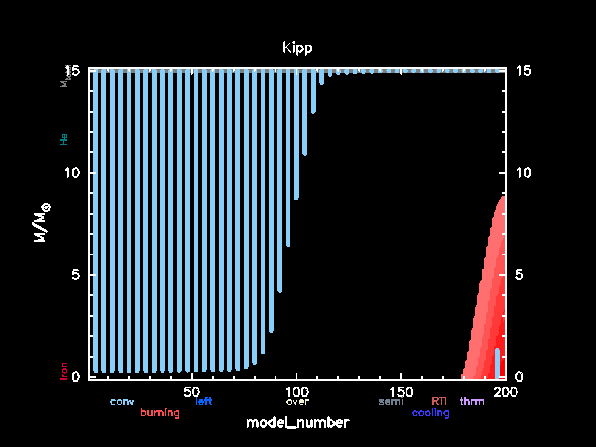 Kipp
15 15
He
10 10
M/M☉
5 5
Iron
0 0
50 100 150 200
conv left over semi RTI thrm
burning cooling
model_number